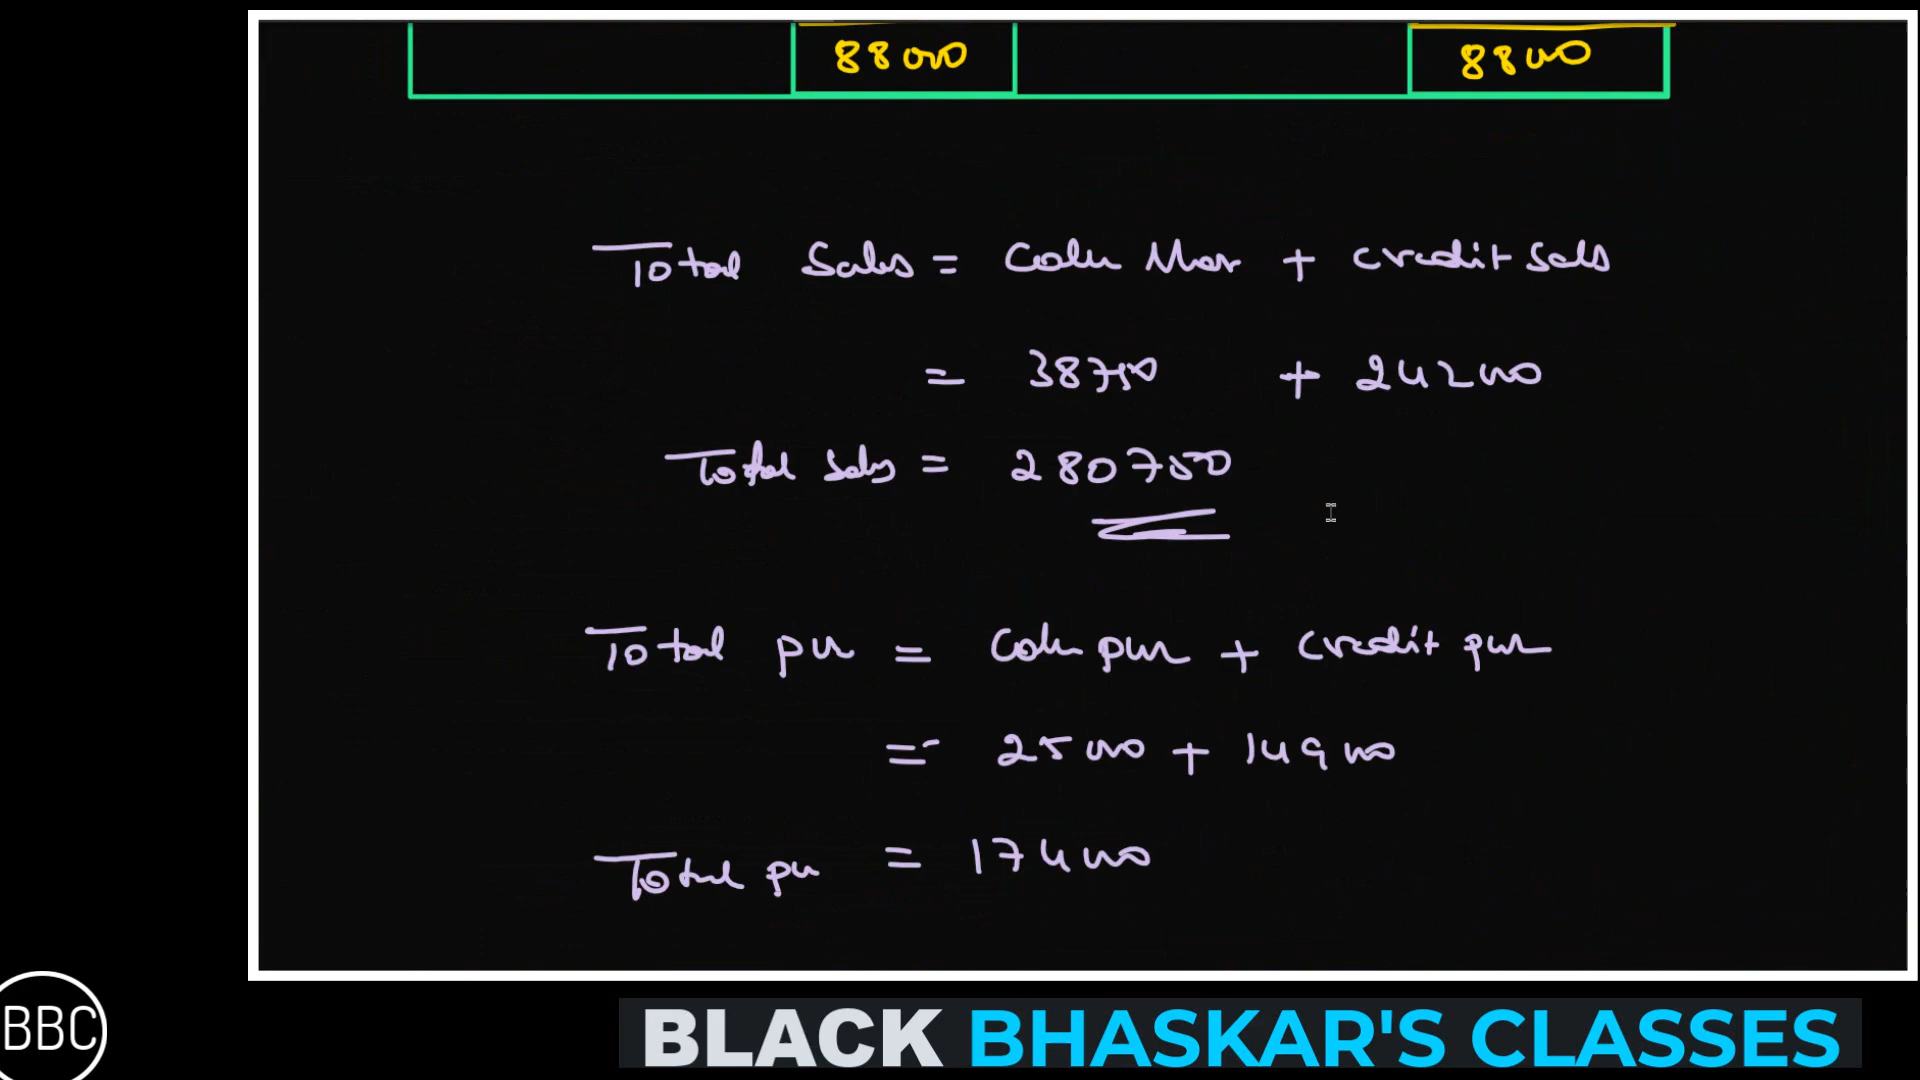 88000 88000
Total Sales = Cash Sales + Credit Sales
= 38750 + 242000
Total Sales = 280750
Total pur = Cash pur + Credit pur
= 25000 + 149000
Total pur = 174000
BBC
BLACK BHASKAR'S CLASSES